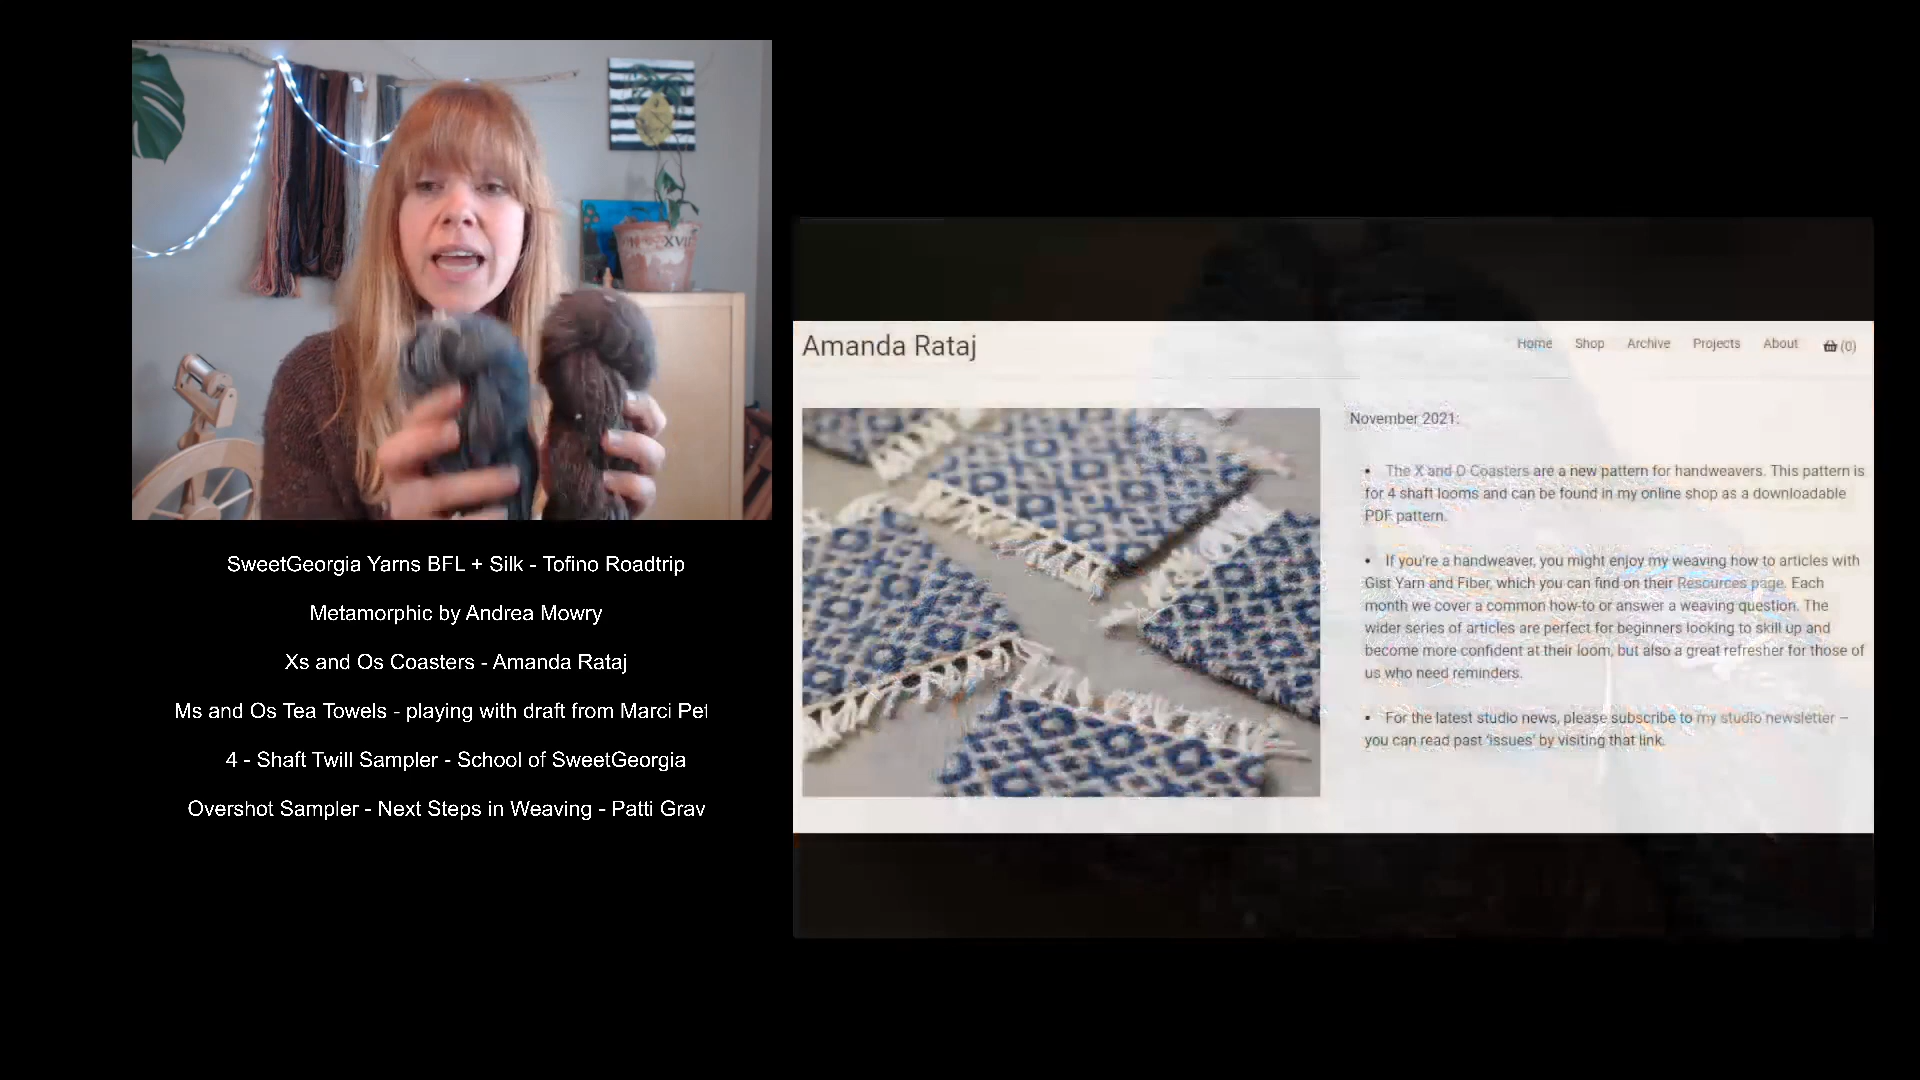 XVII
SweetGeorgia Yarns BFL + Silk - Tofino Roadtrip
Metamorphic by Andrea Mowry
Xs and Os Coasters - Amanda Rataj
Ms and Os Tea Towels - playing with draft from Marci Pet
4 - Shaft Twill Sampler - School of SweetGeorgia
Overshot Sampler - Next Steps in Weaving - Patti Grav
Amanda Rataj
Home Shop Archive Projects About (0)
November 2021:
• The X and O Coasters are a new pattern for handweavers. This pattern is
for 4 shaft looms and can be found in my online shop as a downloadable
PDF pattern.
• If you're a handweaver, you might enjoy my weaving how to articles with
Gist Yarn and Fiber, which you can find on their Resources page. Each
month we cover a common how-to or answer a weaving question. The
wider series of articles are perfect for beginners looking to skill up and
become more confident at their loom, but also a great refresher for those of
us who need reminders.
• For the latest studio news, please subscribe to my studio newsletter –
you can read past 'issues' by visiting that link.